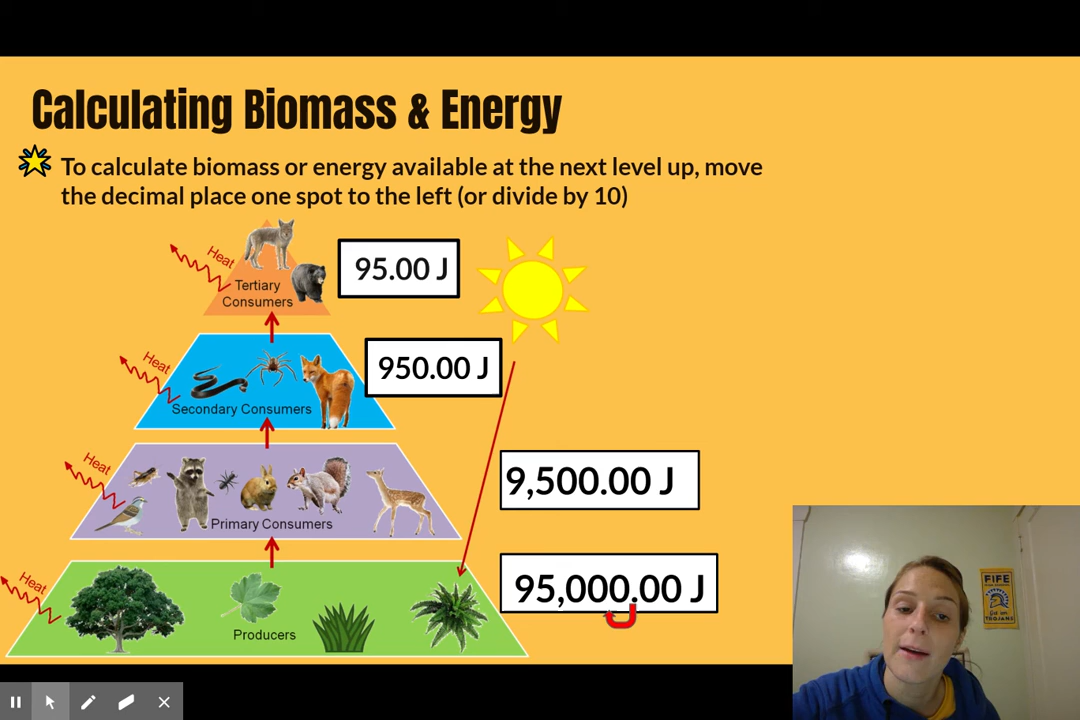 Calculating Biomass & Energy
To calculate biomass or energy available at the next level up, move
the decimal place one spot to the left (or divide by 10)
Heat
Tertiary
Consumers
95.00 J
Heat
Secondary Consumers
950.00 J
Heat
Primary Consumers
9,500.00 J
Heat
Producers
95,000.00 J
FIFE
TROJANS